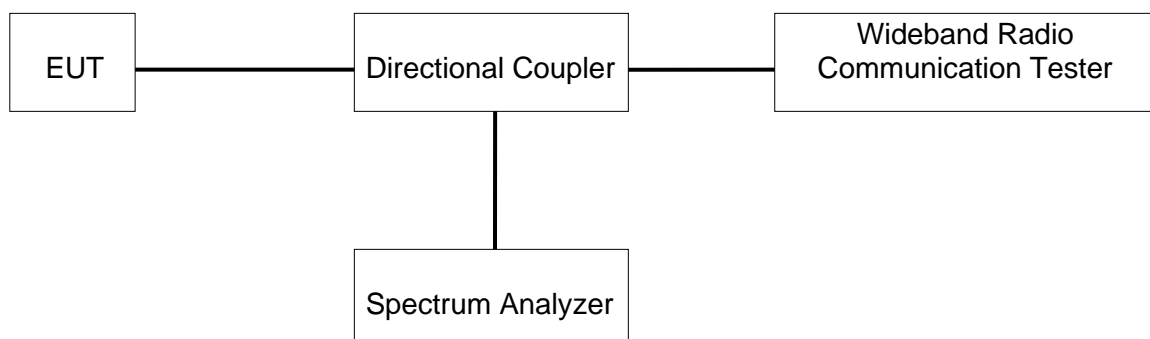 EUT
Directional Coupler
Wideband Radio
Communication Tester
Spectrum Analyzer